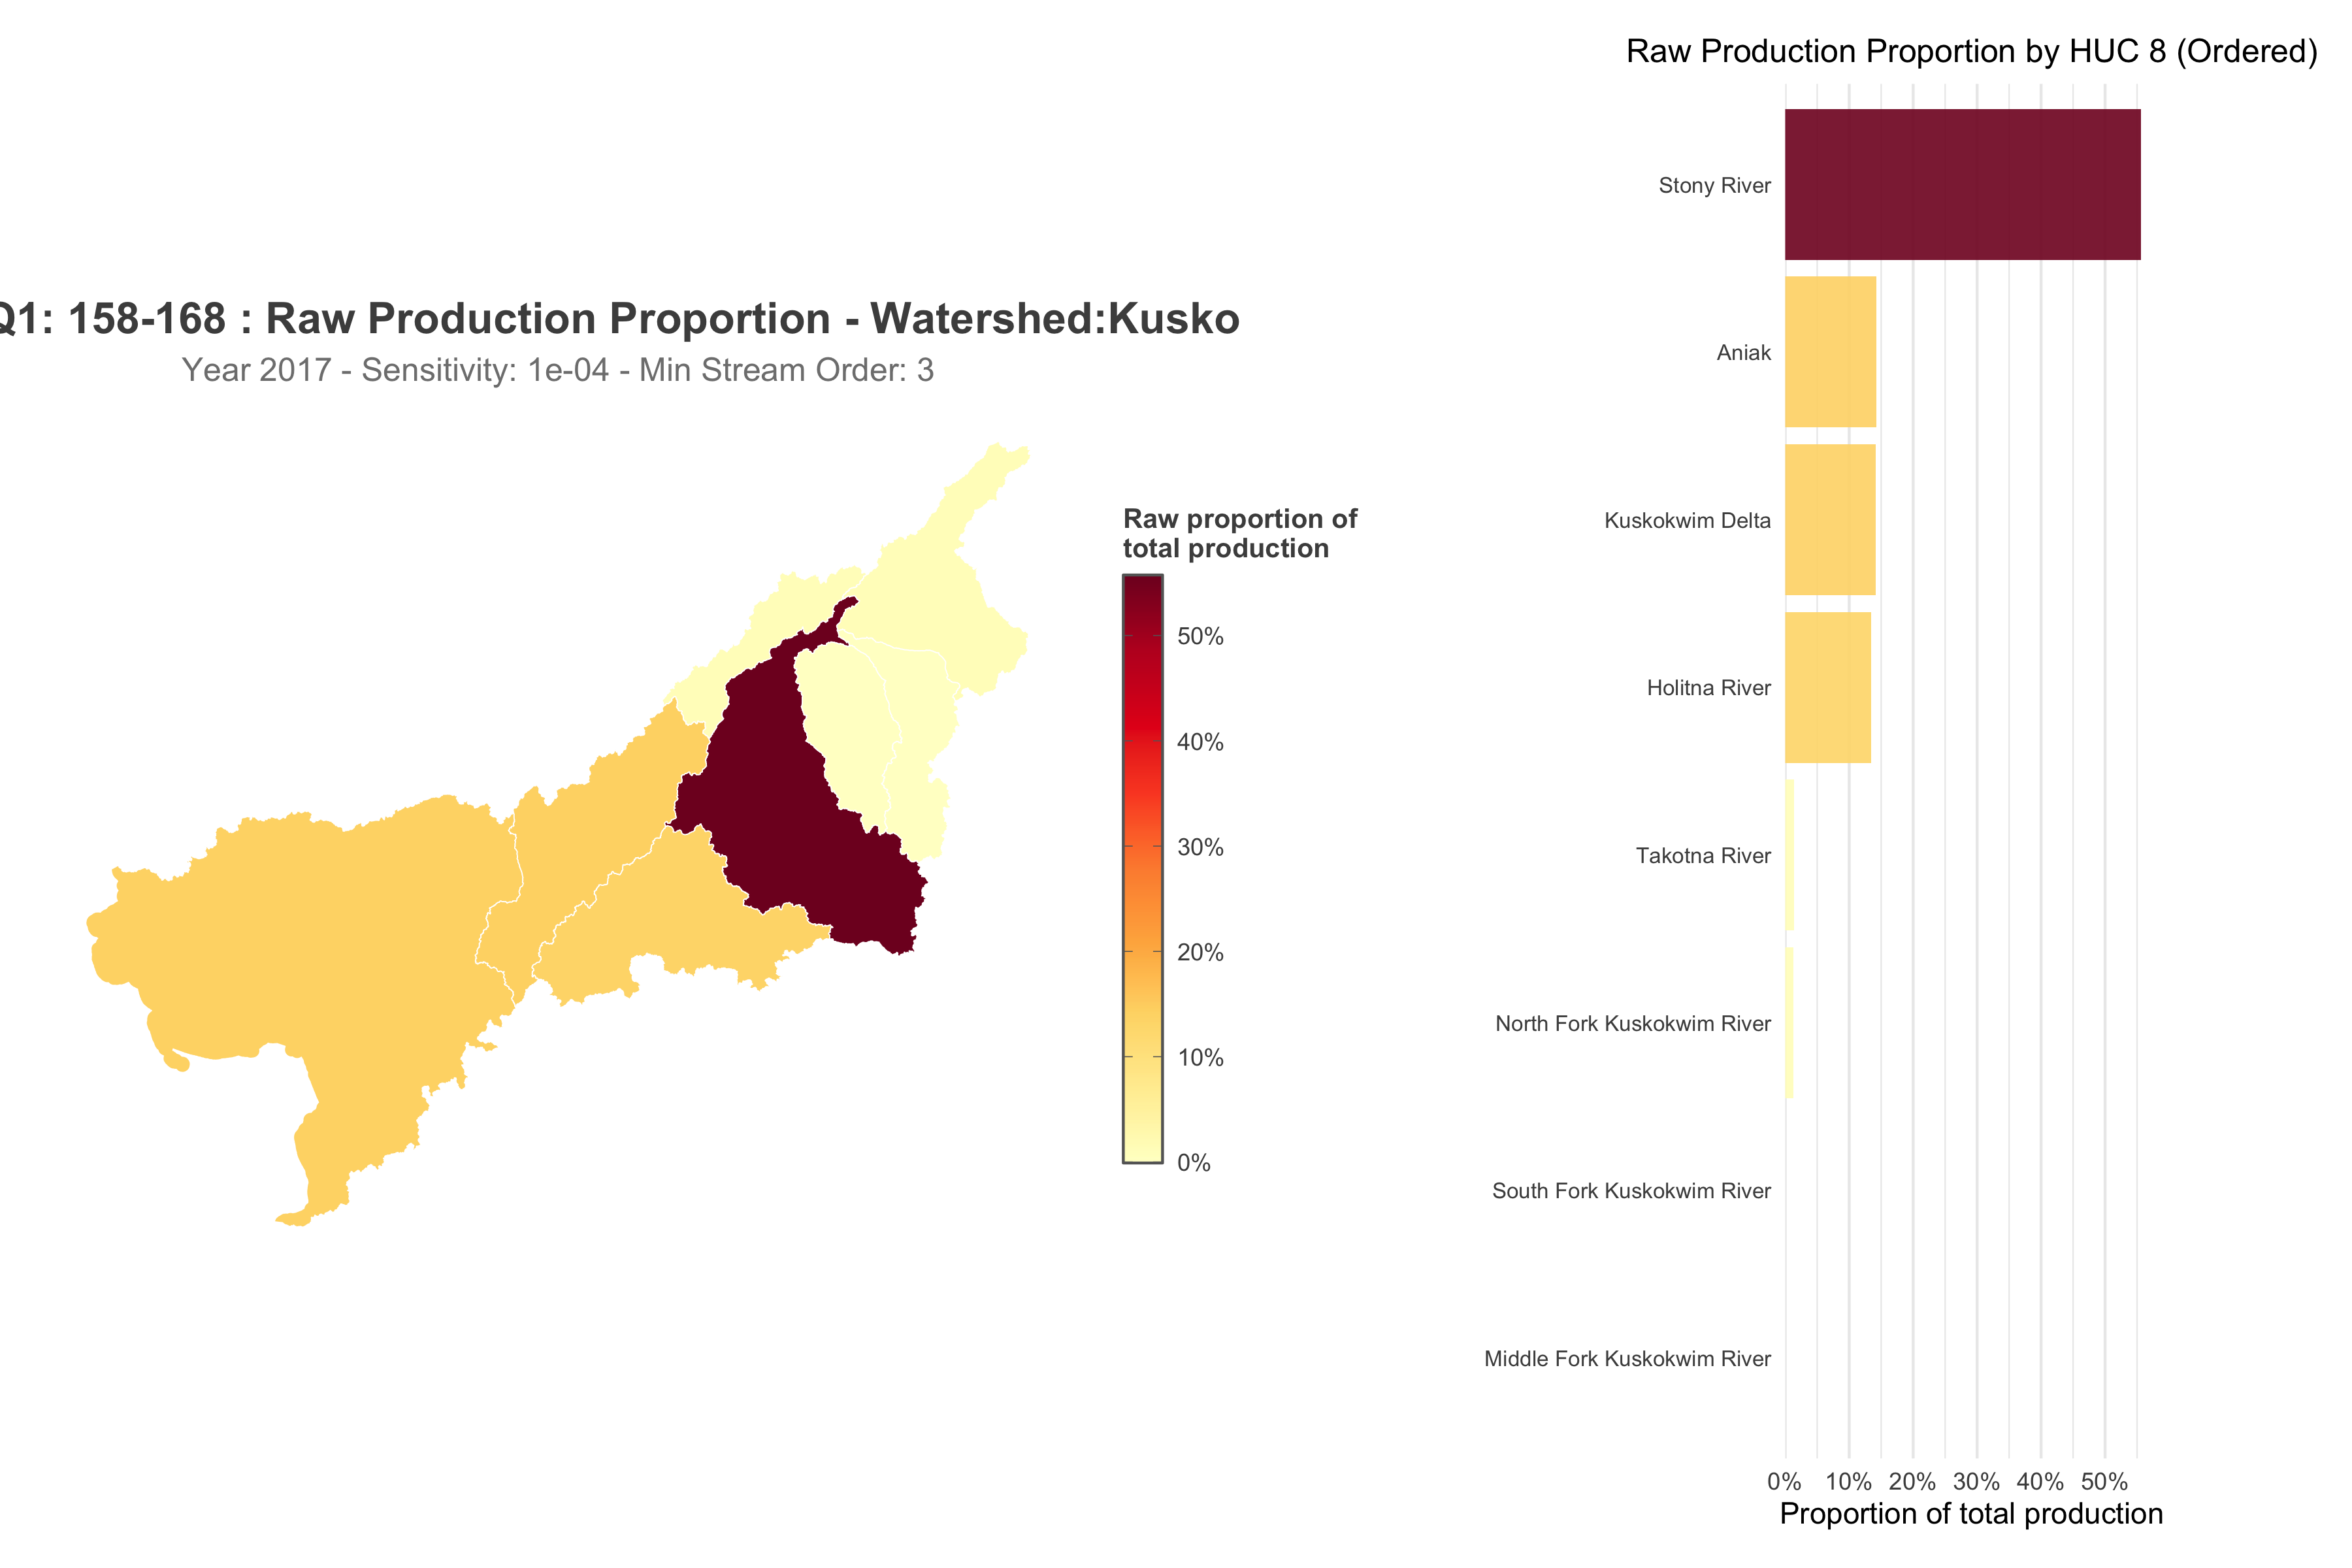 Q1: 158-168 : Raw Production Proportion - Watershed:Kusko
Year 2017 - Sensitivity: 1e-04 - Min Stream Order: 3
Raw proportion of
total production
50%
40%
30%
20%
10%
0%
Raw Production Proportion by HUC 8 (Ordered)
Stony River
Aniak
Kuskokwim Delta
Holitna River
Takotna River
North Fork Kuskokwim River
South Fork Kuskokwim River
Middle Fork Kuskokwim River
0% 10% 20% 30% 40% 50%
Proportion of total production